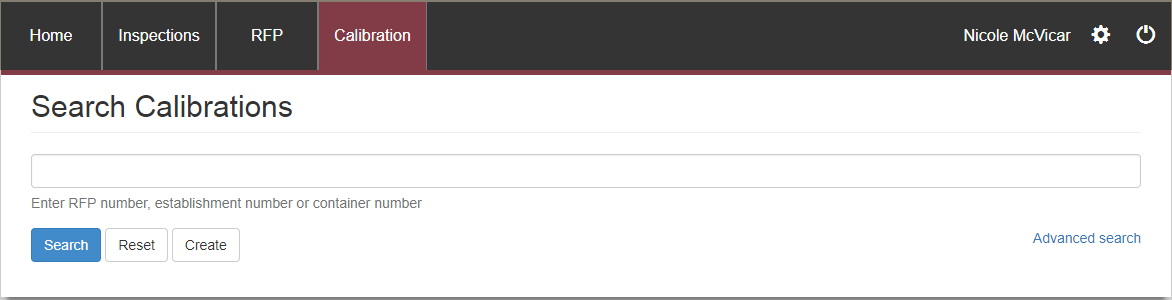 Home Inspections RFP Calibration Nicole McVicar
Search Calibrations
Enter RFP number, establishment number or container number
Search Reset Create Advanced search